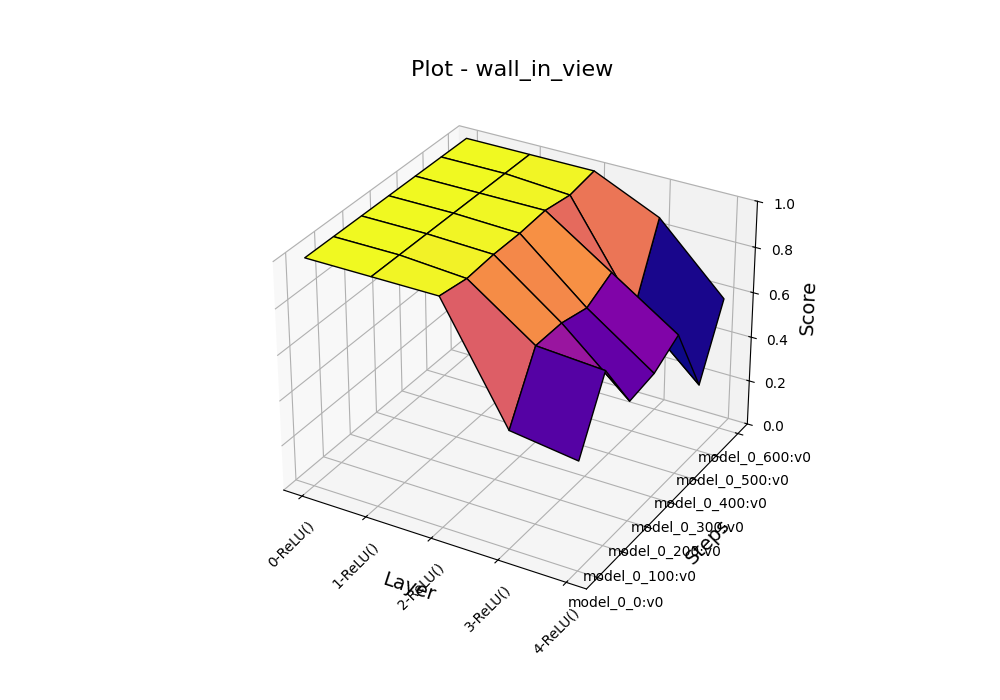 Plot - wall_in_view
1.0
0.8
0.6
0.4
0.2
0.0
Score
model_0_600:v0
model_0_500:v0
model_0_400:v0
model_0_300:v0
model_0_200:v0
model_0_100:v0
model_0_0:v0
Steps
0-ReLU()
1-ReLU()
2-ReLU()
3-ReLU()
4-ReLU()
Layer